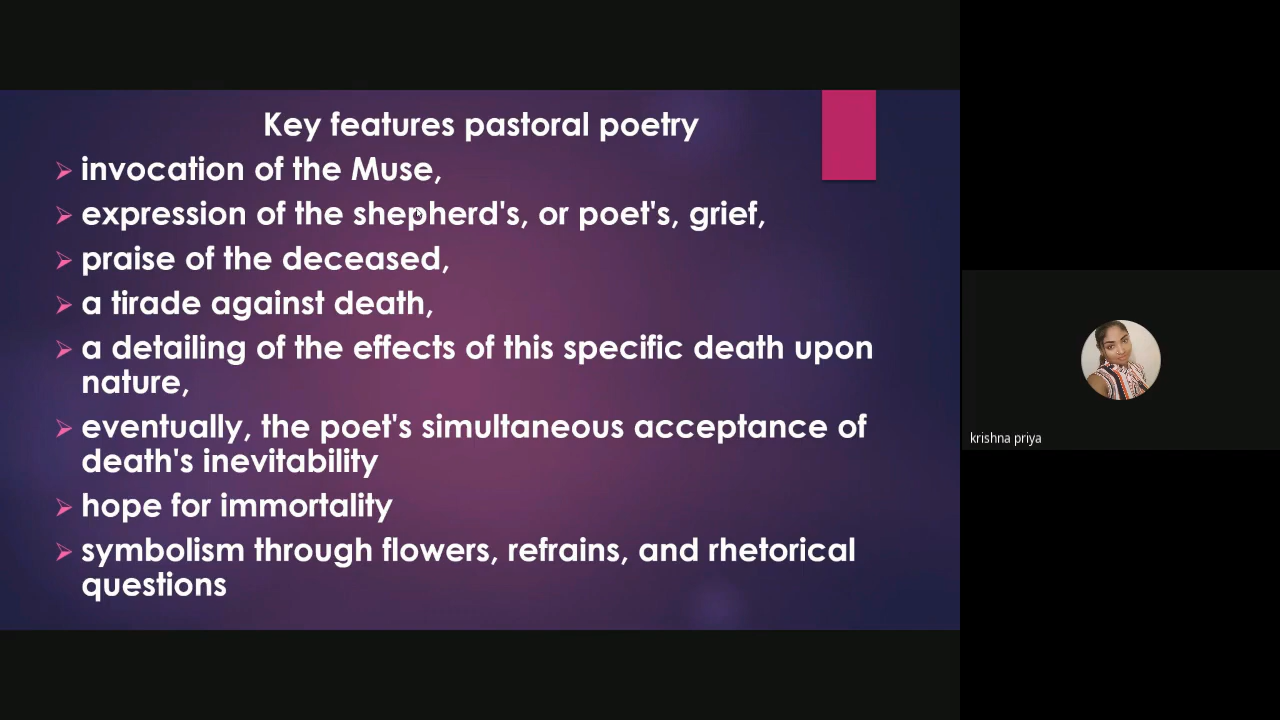 Key features pastoral poetry
invocation of the Muse,
expression of the shepherd's, or poet's, grief,
praise of the deceased,
a tirade against death,
a detailing of the effects of this specific death upon
nature,
eventually, the poet's simultaneous acceptance of
death's inevitability
hope for immortality
symbolism through flowers, refrains, and rhetorical
questions
krishna priya